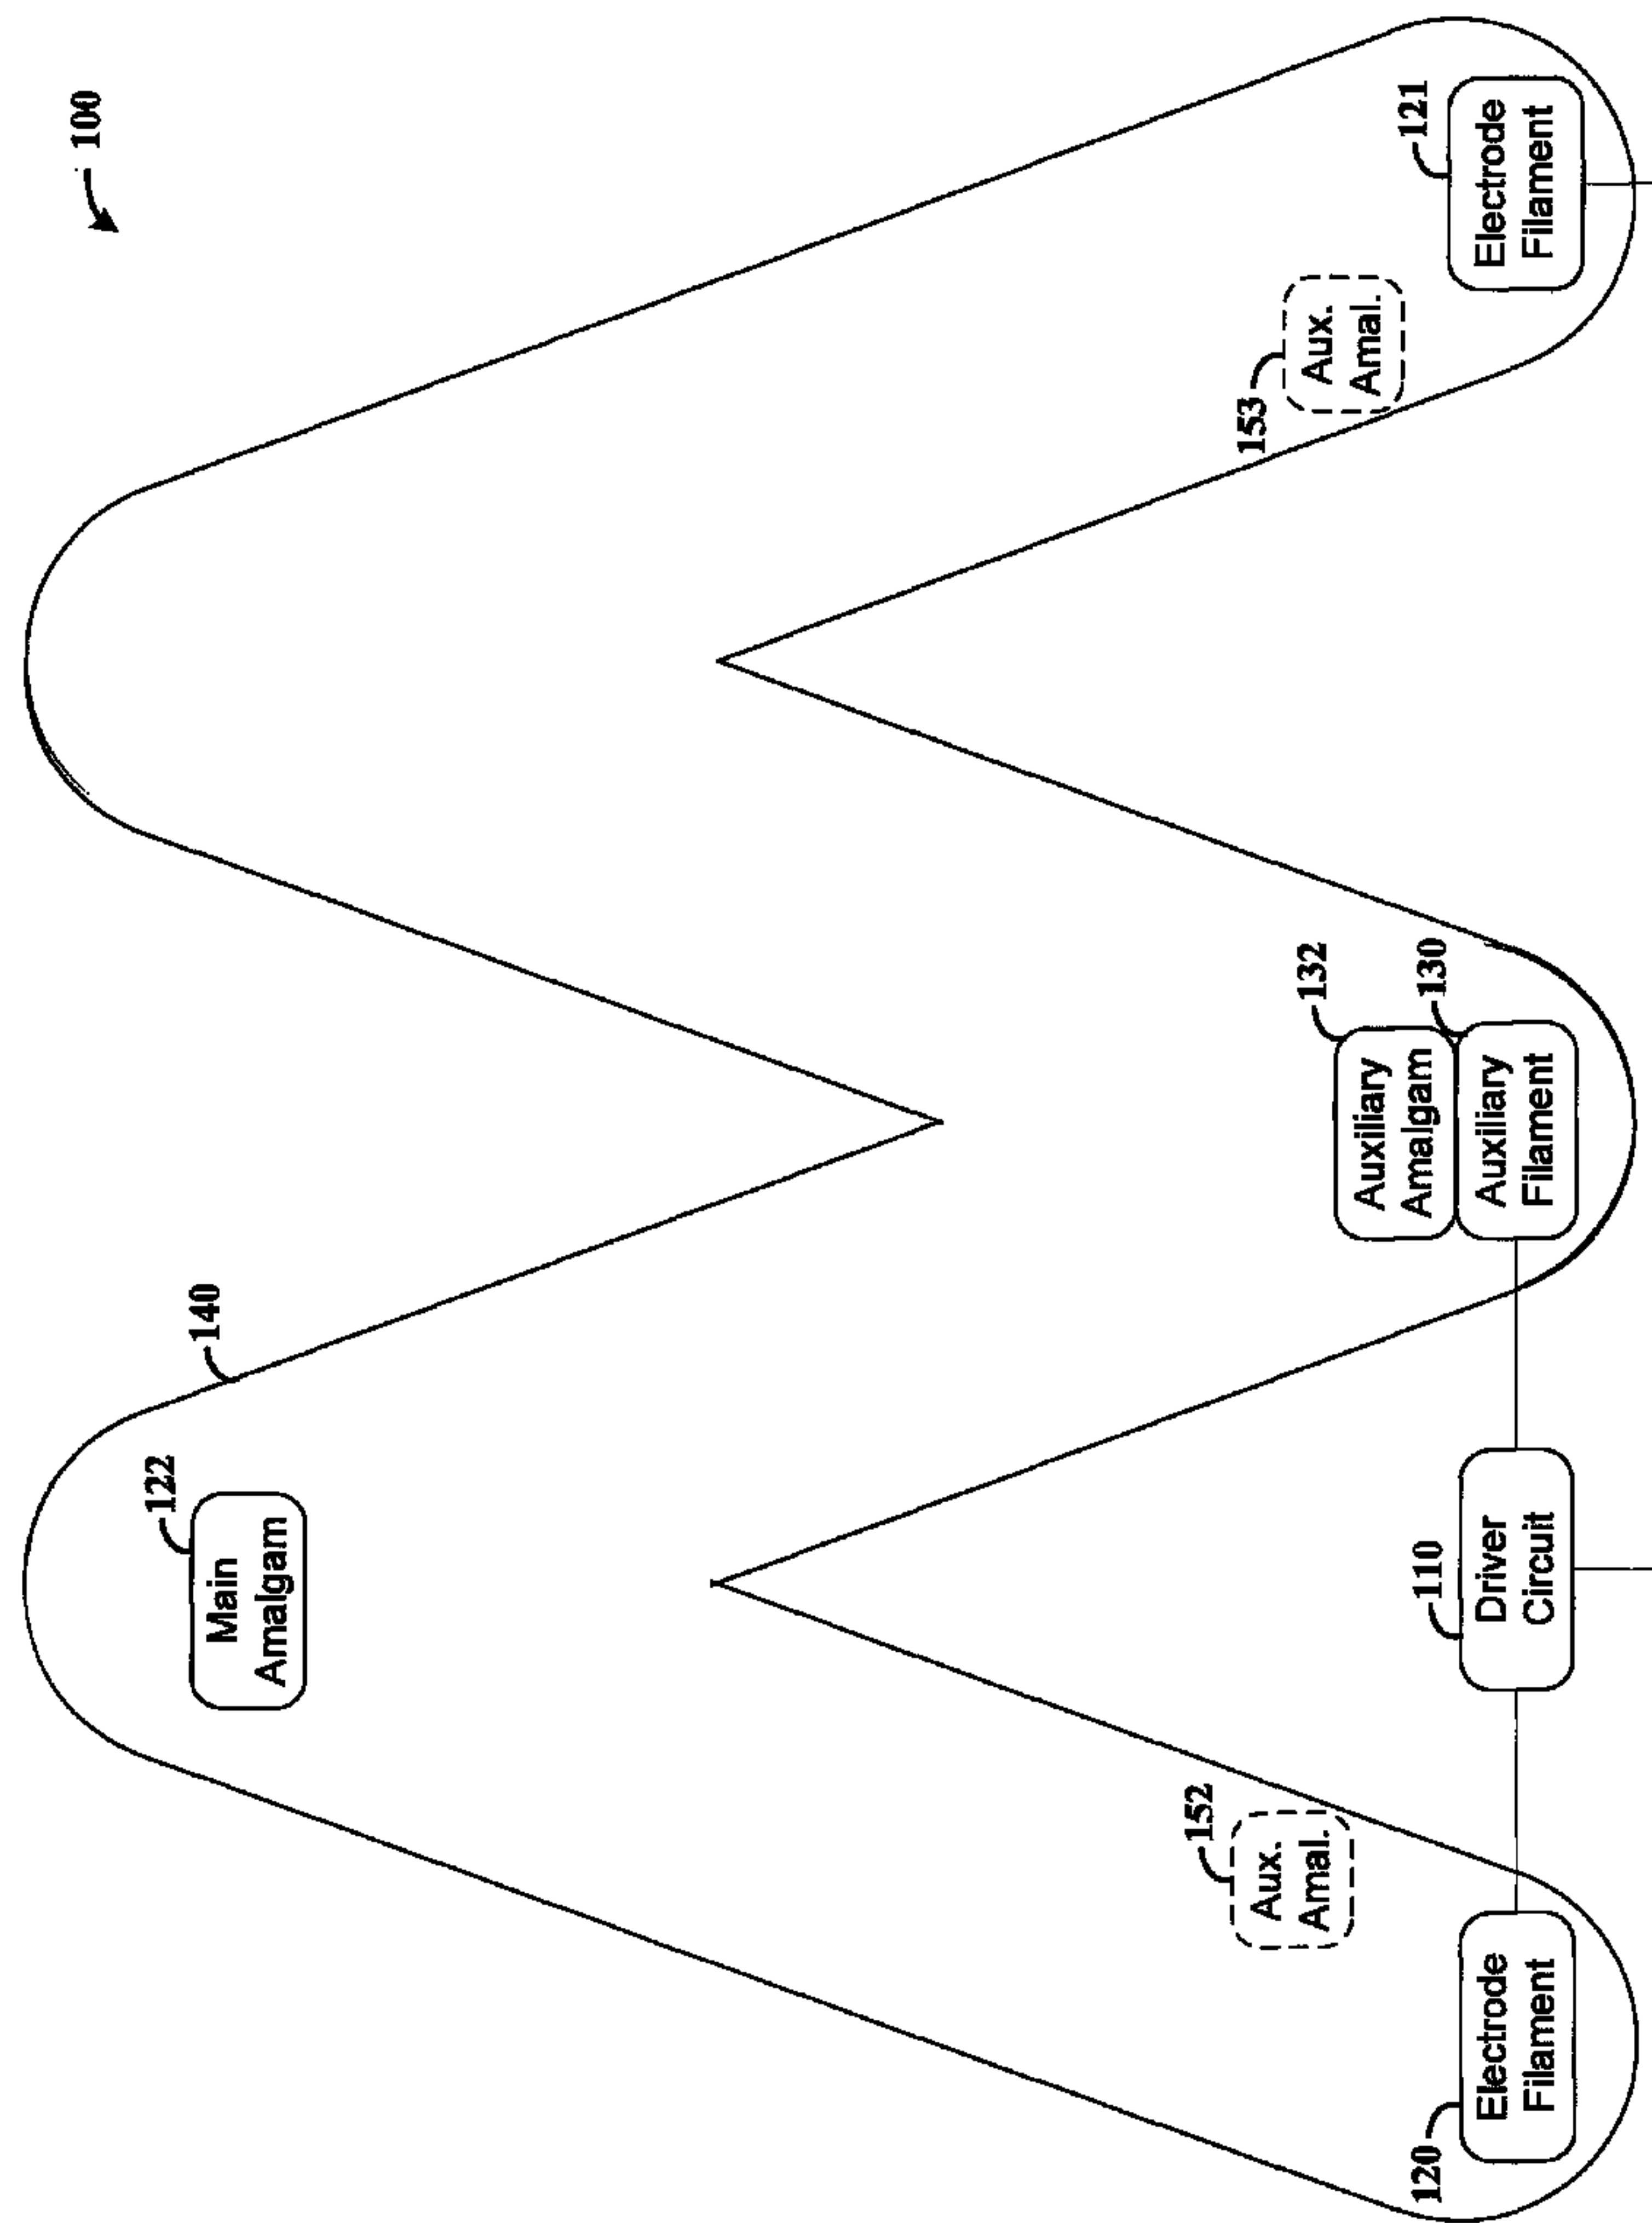 100
140
122
Main
Amalgam
152
Aux.
Amal.
153
Aux.
Amal.
132
Auxiliary
Amalgam
130
Auxiliary
Filament
120
Electrode
Filament
110
Driver
Circuit
121
Electrode
Filament